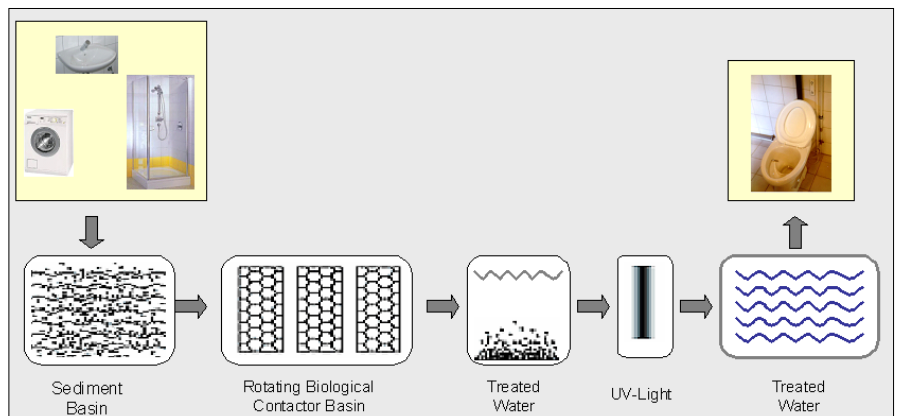 Sediment
Basin
Rotating Biological
Contactor Basin
Treated
Water
UV-Light
Treated
Water